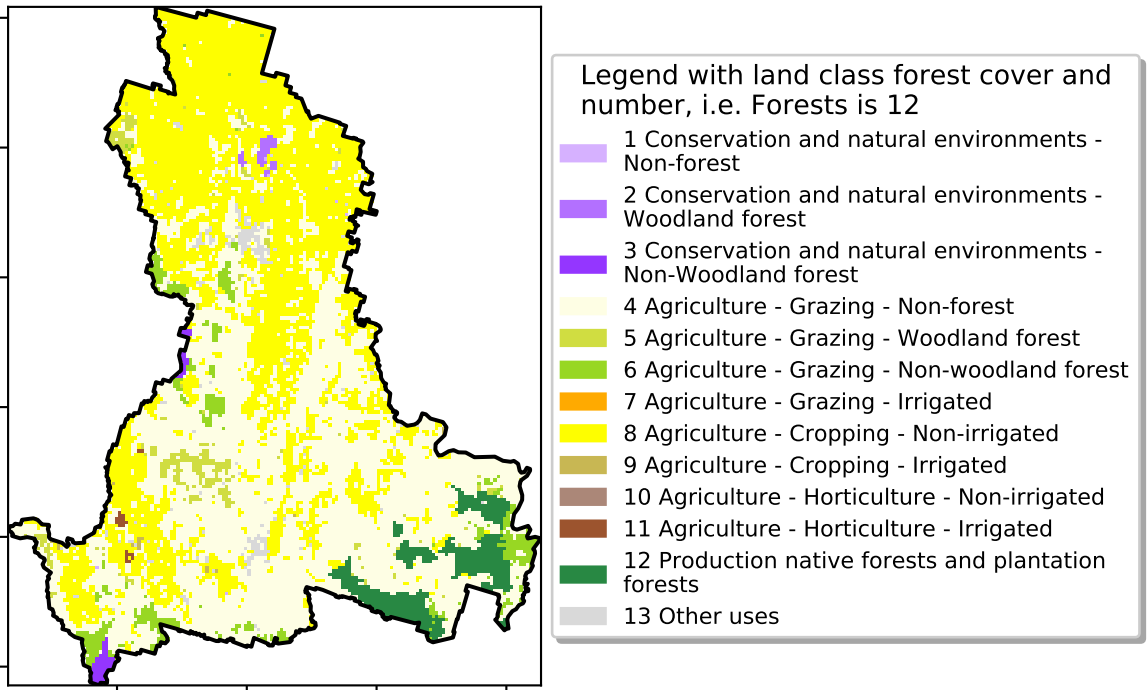 Legend with land class forest cover and
number, i.e. Forests is 12
1 Conservation and natural environments -
Non-forest
2 Conservation and natural environments -
Woodland forest
3 Conservation and natural environments -
Non-Woodland forest
4 Agriculture - Grazing - Non-forest
5 Agriculture - Grazing - Woodland forest
6 Agriculture - Grazing - Non-woodland forest
7 Agriculture - Grazing - Irrigated
8 Agriculture - Cropping - Non-irrigated
9 Agriculture - Cropping - Irrigated
10 Agriculture - Horticulture - Non-irrigated
11 Agriculture - Horticulture - Irrigated
12 Production native forests and plantation
forests
13 Other uses